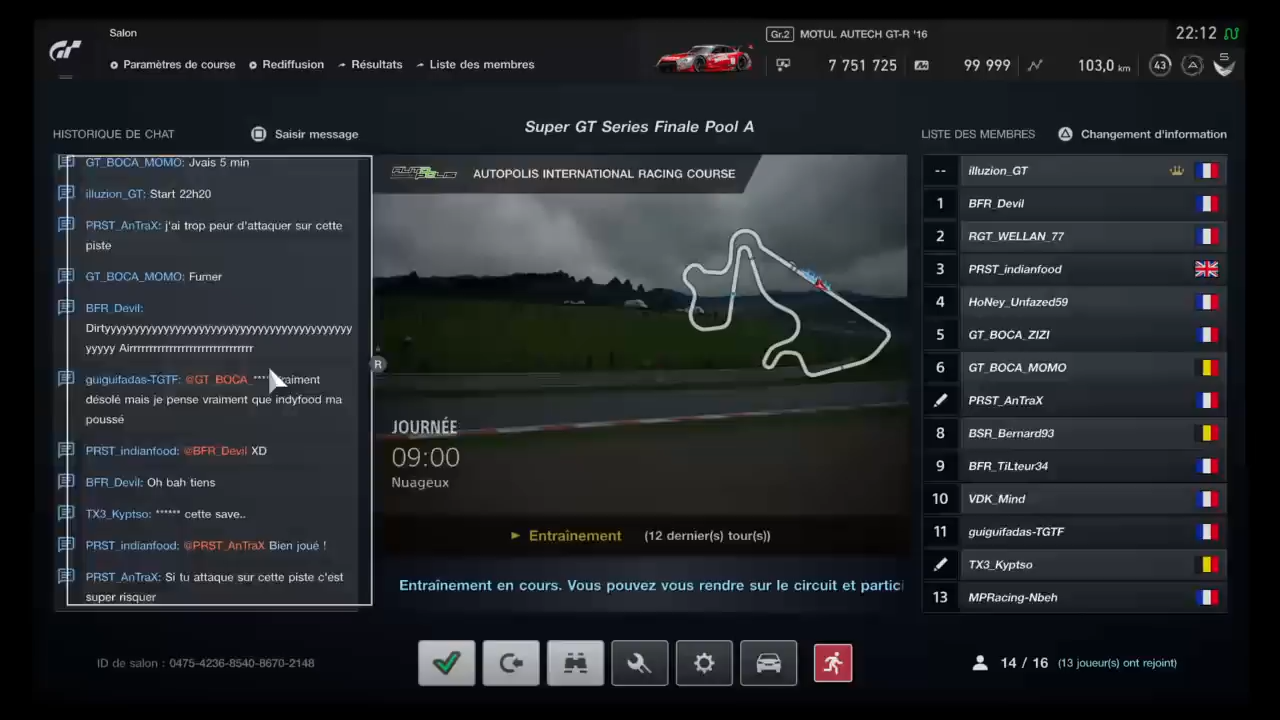 Salon
Gr.2 MOTUL AUTECH GT-R '16
22:12
Paramètres de course
Rediffusion
Résultats
Liste des membres
7 751 725
99 999
103,0 km
43
S
HISTORIQUE DE CHAT
Saisir message
Super GT Series Finale Pool A
LISTE DES MEMBRES
Changement d'information
GT_BOCA_MOMO: Jvais 5 min
illuzion_GT: Start 22h20
PRST_AnTraX: j'ai trop peur d'attaquer sur cette
piste
GT_BOCA_MOMO: Fumer
BFR_Devil:
Dirtyyyyyyyyyyyyyyyyyyyyyyyyyyyyyyyyyyyyyyyyyyyy
yyyyy Airrrrrrrrrrrrrrrrrrrrrrrrrrrr
guiguifadas-TGTF: @GT_BOCA_****
désolé mais je pense vraiment que indyfood ma
poussé
PRST_indianfood: @BFR_Devil XD
BFR_Devil: Oh bah tiens
TX3_Kyptso: ****** cette save..
PRST_indianfood: @PRST_AnTraX Bien joué !
PRST_AnTraX: Si tu attaque sur cette piste c'est
super risquer
R
AUTOPOLIS
AUTOPOLIS INTERNATIONAL RACING COURSE
JOURNÉE
09:00
Nuageux
Entraînement (12 dernier(s) tour(s))
Entraînement en cours. Vous pouvez vous rendre sur le circuit et partici
-- illuzion_GT
1 BFR_Devil
2 RGT_WELLAN_77
3 PRST_indianfood
4 HoNey_Unfazed59
5 GT_BOCA_ZIZI
6 GT_BOCA_MOMO
PRST_AnTraX
8 BSR_Bernard93
9 BFR_TiLteur34
10 VDK_Mind
11 guiguifadas-TGTF
TX3_Kyptso
13 MPRacing-Nbeh
ID de salon : 0475-4236-8540-8670-2148
14 / 16 (13 joueur(s) ont rejoint)